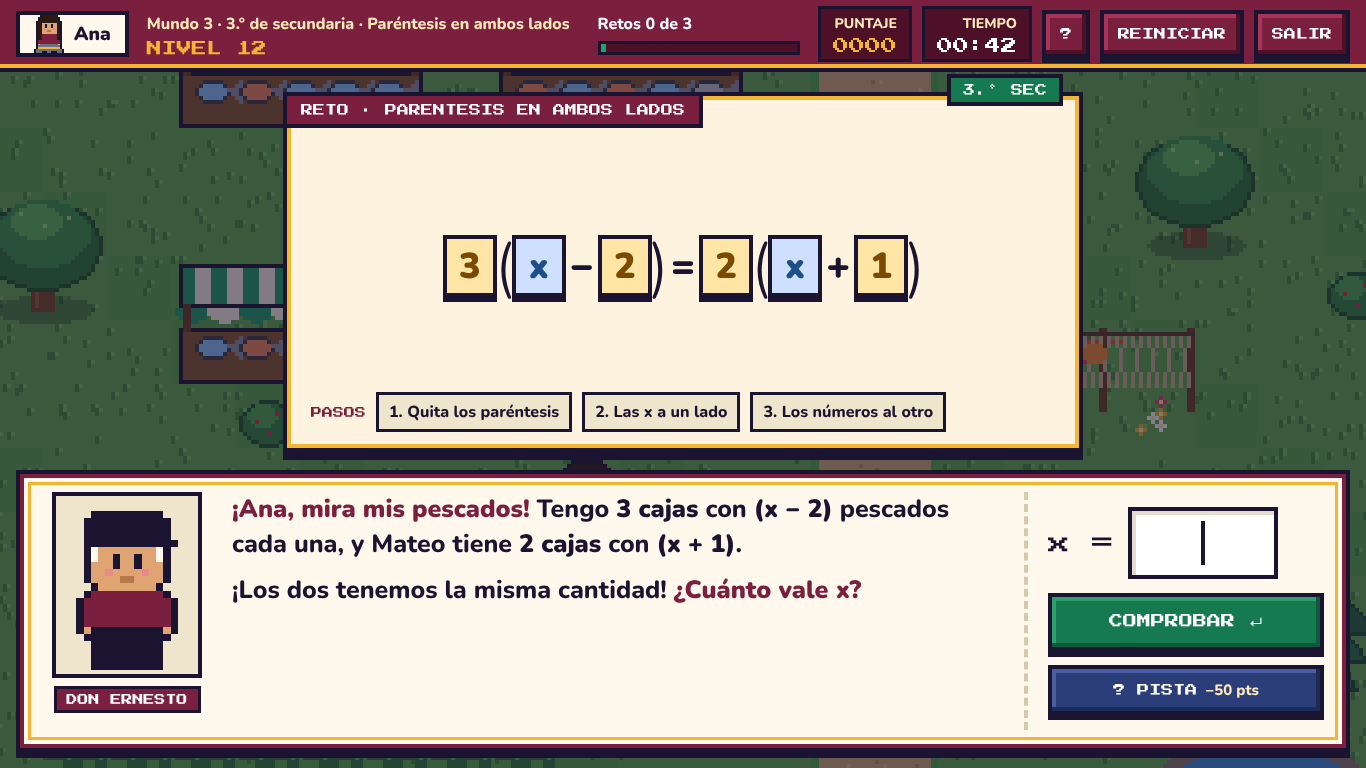 Ana
Mundo 3 · 3.º de secundaria · Paréntesis en ambos lados
NIVEL 12
Retos 0 de 3
PUNTAJE
0000
TIEMPO
00:42
?
REINICIAR
SALIR
RETO · PARENTESIS EN AMBOS LADOS
3.º SEC
3(x − 2) = 2(x + 1)
PASOS
1. Quita los paréntesis
2. Las x a un lado
3. Los números al otro
¡Ana, mira mis pescados! Tengo 3 cajas con (x − 2) pescados
cada una, y Mateo tiene 2 cajas con (x + 1).
¡Los dos tenemos la misma cantidad! ¿Cuánto vale x?
DON ERNESTO
x =
COMPROBAR ↵
? PISTA −50 pts